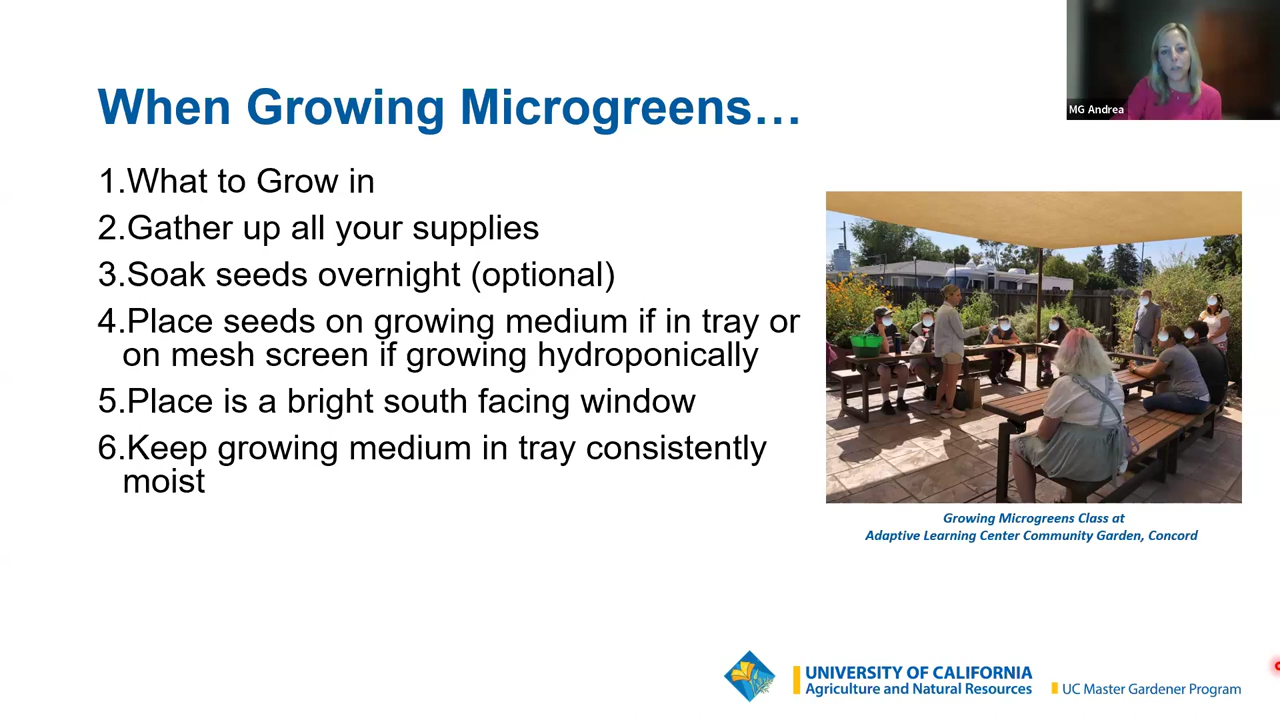 MG Andrea
When Growing Microgreens…
1.What to Grow in
2.Gather up all your supplies
3.Soak seeds overnight (optional)
4.Place seeds on growing medium if in tray or
on mesh screen if growing hydroponically
5.Place is a bright south facing window
6.Keep growing medium in tray consistently
moist
Growing Microgreens Class at
Adaptive Learning Center Community Garden, Concord
UNIVERSITY OF CALIFORNIA
Agriculture and Natural Resources
UC Master Gardener Program